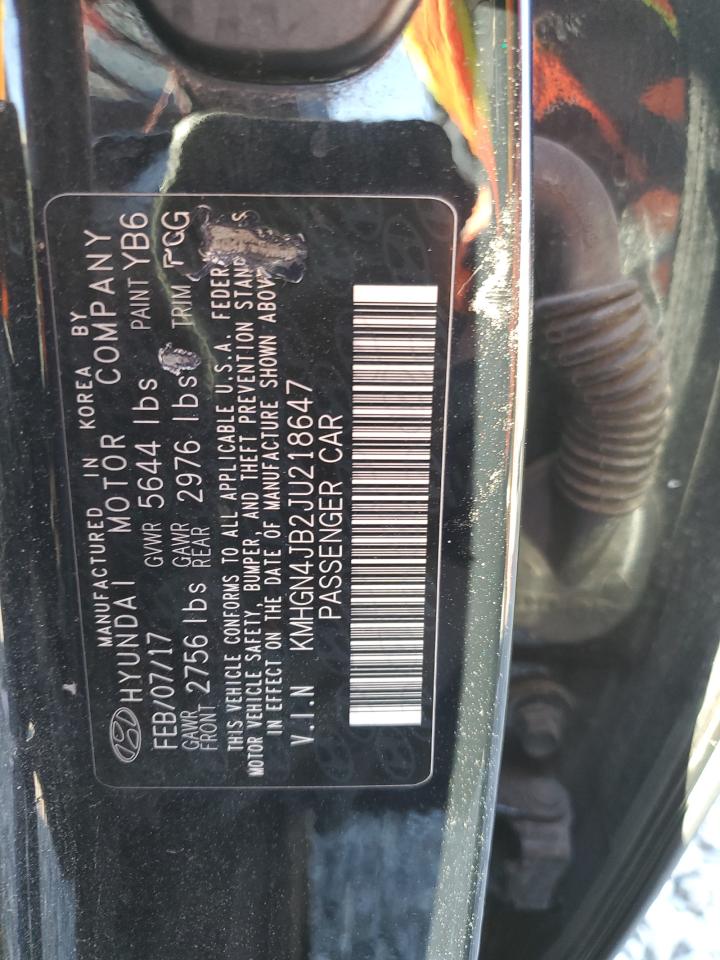 MANUFACTURED IN KOREA BY
HYUNDAI MOTOR COMPANY
FEB/07/17 GVWR 5644 lbs PAINT YB6
GAWR FRONT 2756 lbs GAWR REAR 2976 lbs TRIM PGG
THIS VEHICLE CONFORMS TO ALL APPLICABLE U.S.A. FEDER S
MOTOR VEHICLE SAFETY, BUMPER, AND THEFT PREVENTION STAN
IN EFFECT ON THE DATE OF MANUFACTURE SHOWN ABOV
V.I.N KMHGN4JB2JU218647
PASSENGER CAR